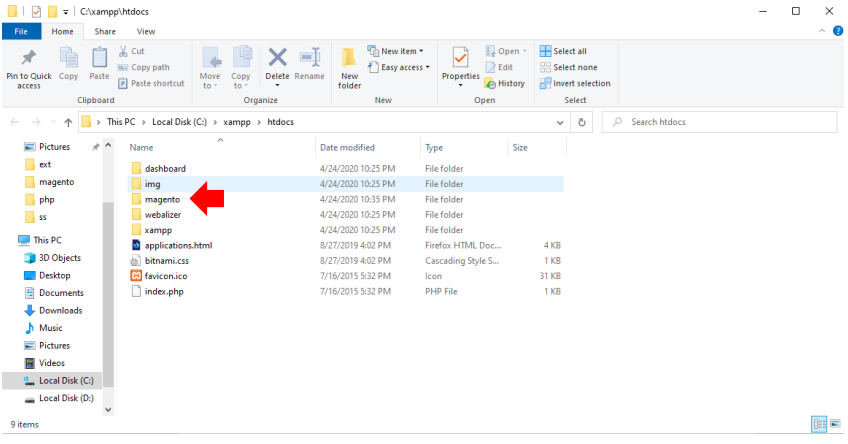 C:\xampp\htdocs
File Home Share View
Pin to Quick access
Copy
Paste
Cut
Copy path
Paste shortcut
Clipboard
Move to
Copy to
Delete
Rename
Organize
New folder
New item
Easy access
New
Properties
Open
Edit
History
Open
Select all
Select none
Invert selection
Select
This PC > Local Disk (C:) > xampp > htdocs
Search htdocs
Pictures
ext
magento
php
ss
This PC
3D Objects
Desktop
Documents
Downloads
Music
Pictures
Videos
Local Disk (C:)
Local Disk (D:)
Name Date modified Type Size
dashboard 4/24/2020 10:25 PM File folder
img 4/24/2020 10:25 PM File folder
magento 4/24/2020 10:35 PM File folder
webalizer 4/24/2020 10:25 PM File folder
xampp 4/24/2020 10:25 PM File folder
applications.html 8/27/2019 4:02 PM Firefox HTML Doc... 4 KB
bitnami.css 8/27/2019 4:02 PM Cascading Style S... 1 KB
favicon.ico 7/16/2015 5:32 PM Icon 31 KB
index.php 7/16/2015 5:32 PM PHP File 1 KB
9 items